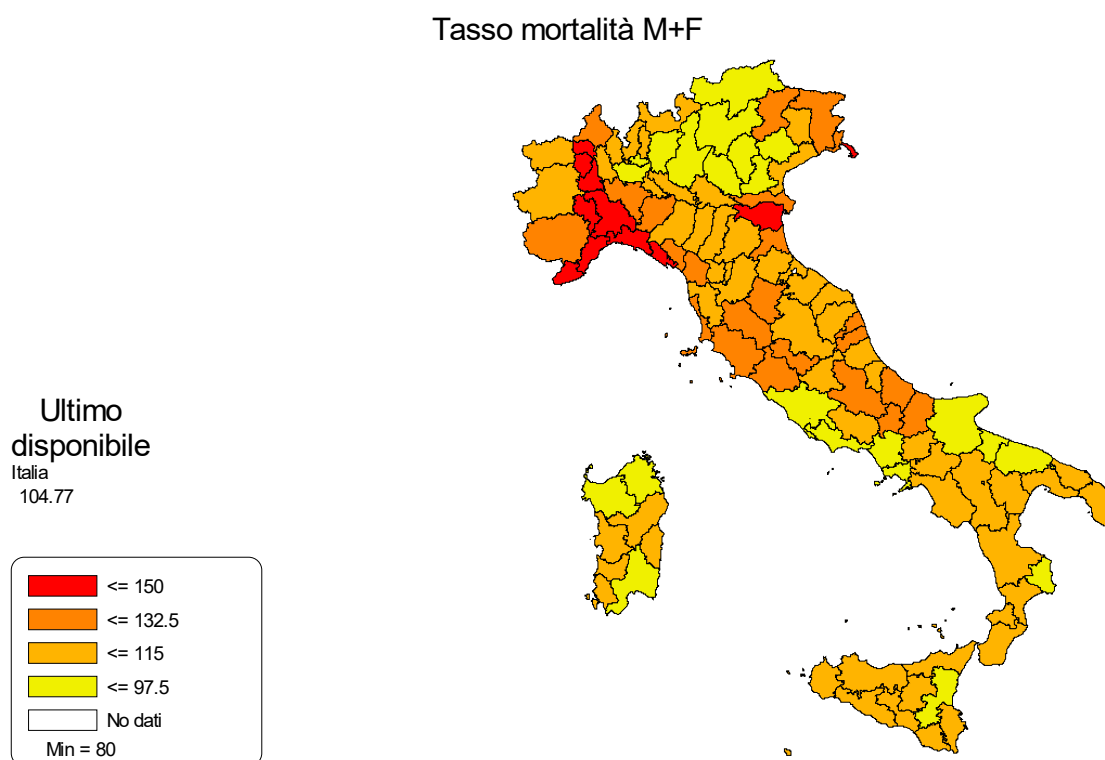 Tasso mortalità M+F
Ultimo
disponibile
Italia
104.77
<= 150
<= 132.5
<= 115
<= 97.5
No dati
Min = 80